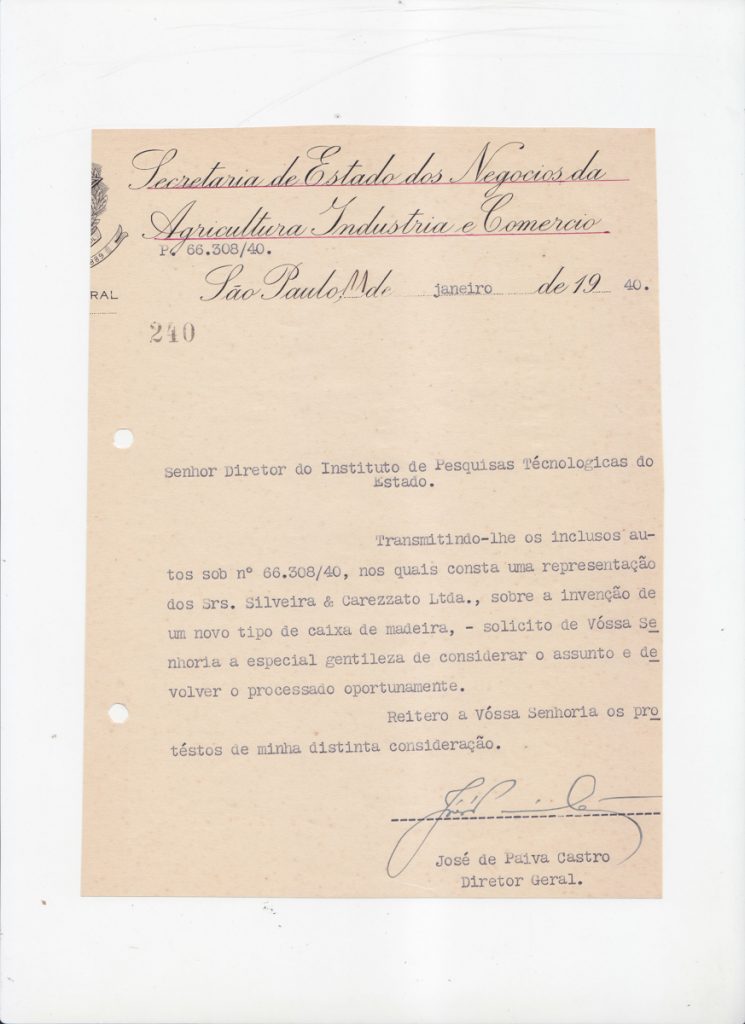 Secretaria de Estado dos Negocios da
Agricultura Industria e Comercio
P. 66.308/40.
RAL
São Paulo, 11 de janeiro de 19 40.
240
Senhor Diretor do Instituto de Pesquisas Técnologicas do
Estado.
Transmitindo-lhe os inclusos au-
tos sob nº 66.308/40, nos quais consta uma representação
dos Srs. Silveira & Carezzato Ltda., sobre a invenção de
um novo tipo de caixa de madeira, - solicito de Vóssa Se
nhoria a especial gentileza de considerar o assunto e de
volver o processado oportunamente.
Reitero a Vóssa Senhoria os pro
téstos de minha distinta consideração.
José de Paiva Castro
Diretor Geral.